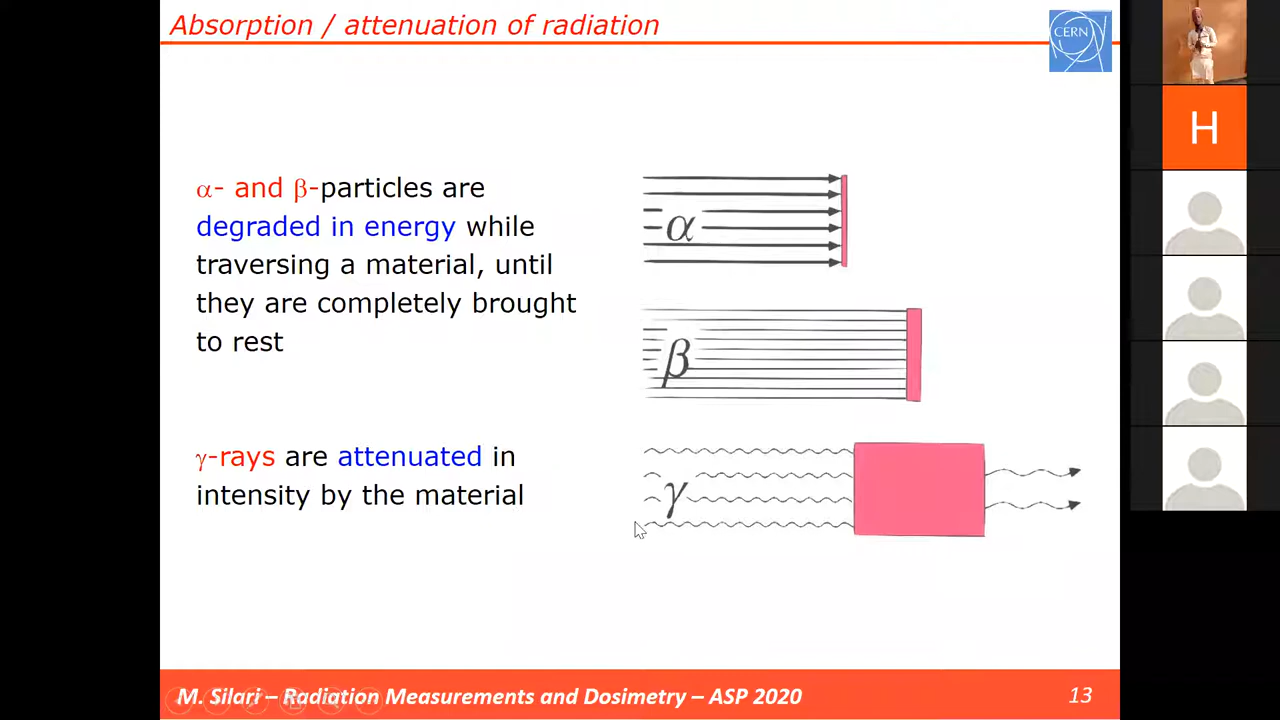 Absorption / attenuation of radiation
CERN
H
α- and β-particles are
degraded in energy while
traversing a material, until
they are completely brought
to rest
α
β
γ-rays are attenuated in
intensity by the material
γ
M. Silari – Radiation Measurements and Dosimetry – ASP 2020
13